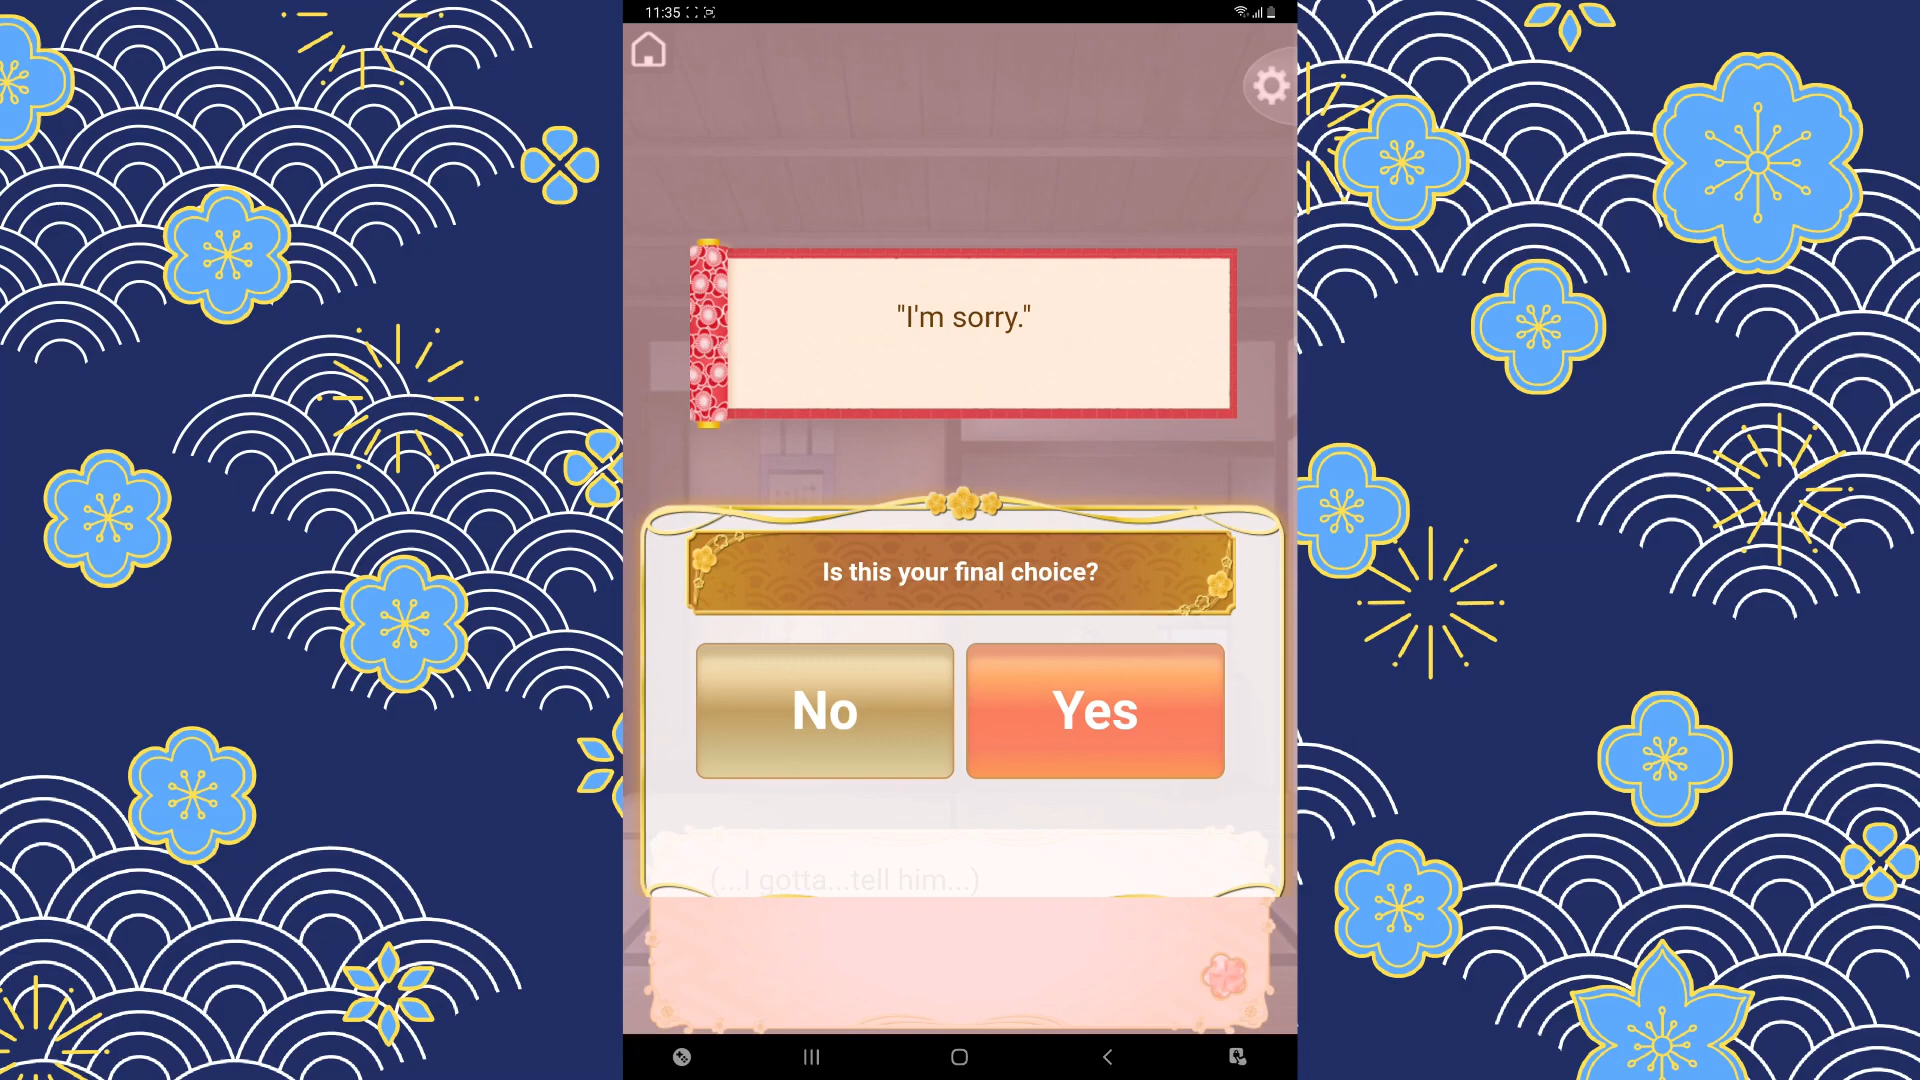 11:35
"I'm sorry."
Is this your final choice?
No
Yes
(...I gotta...tell him...)